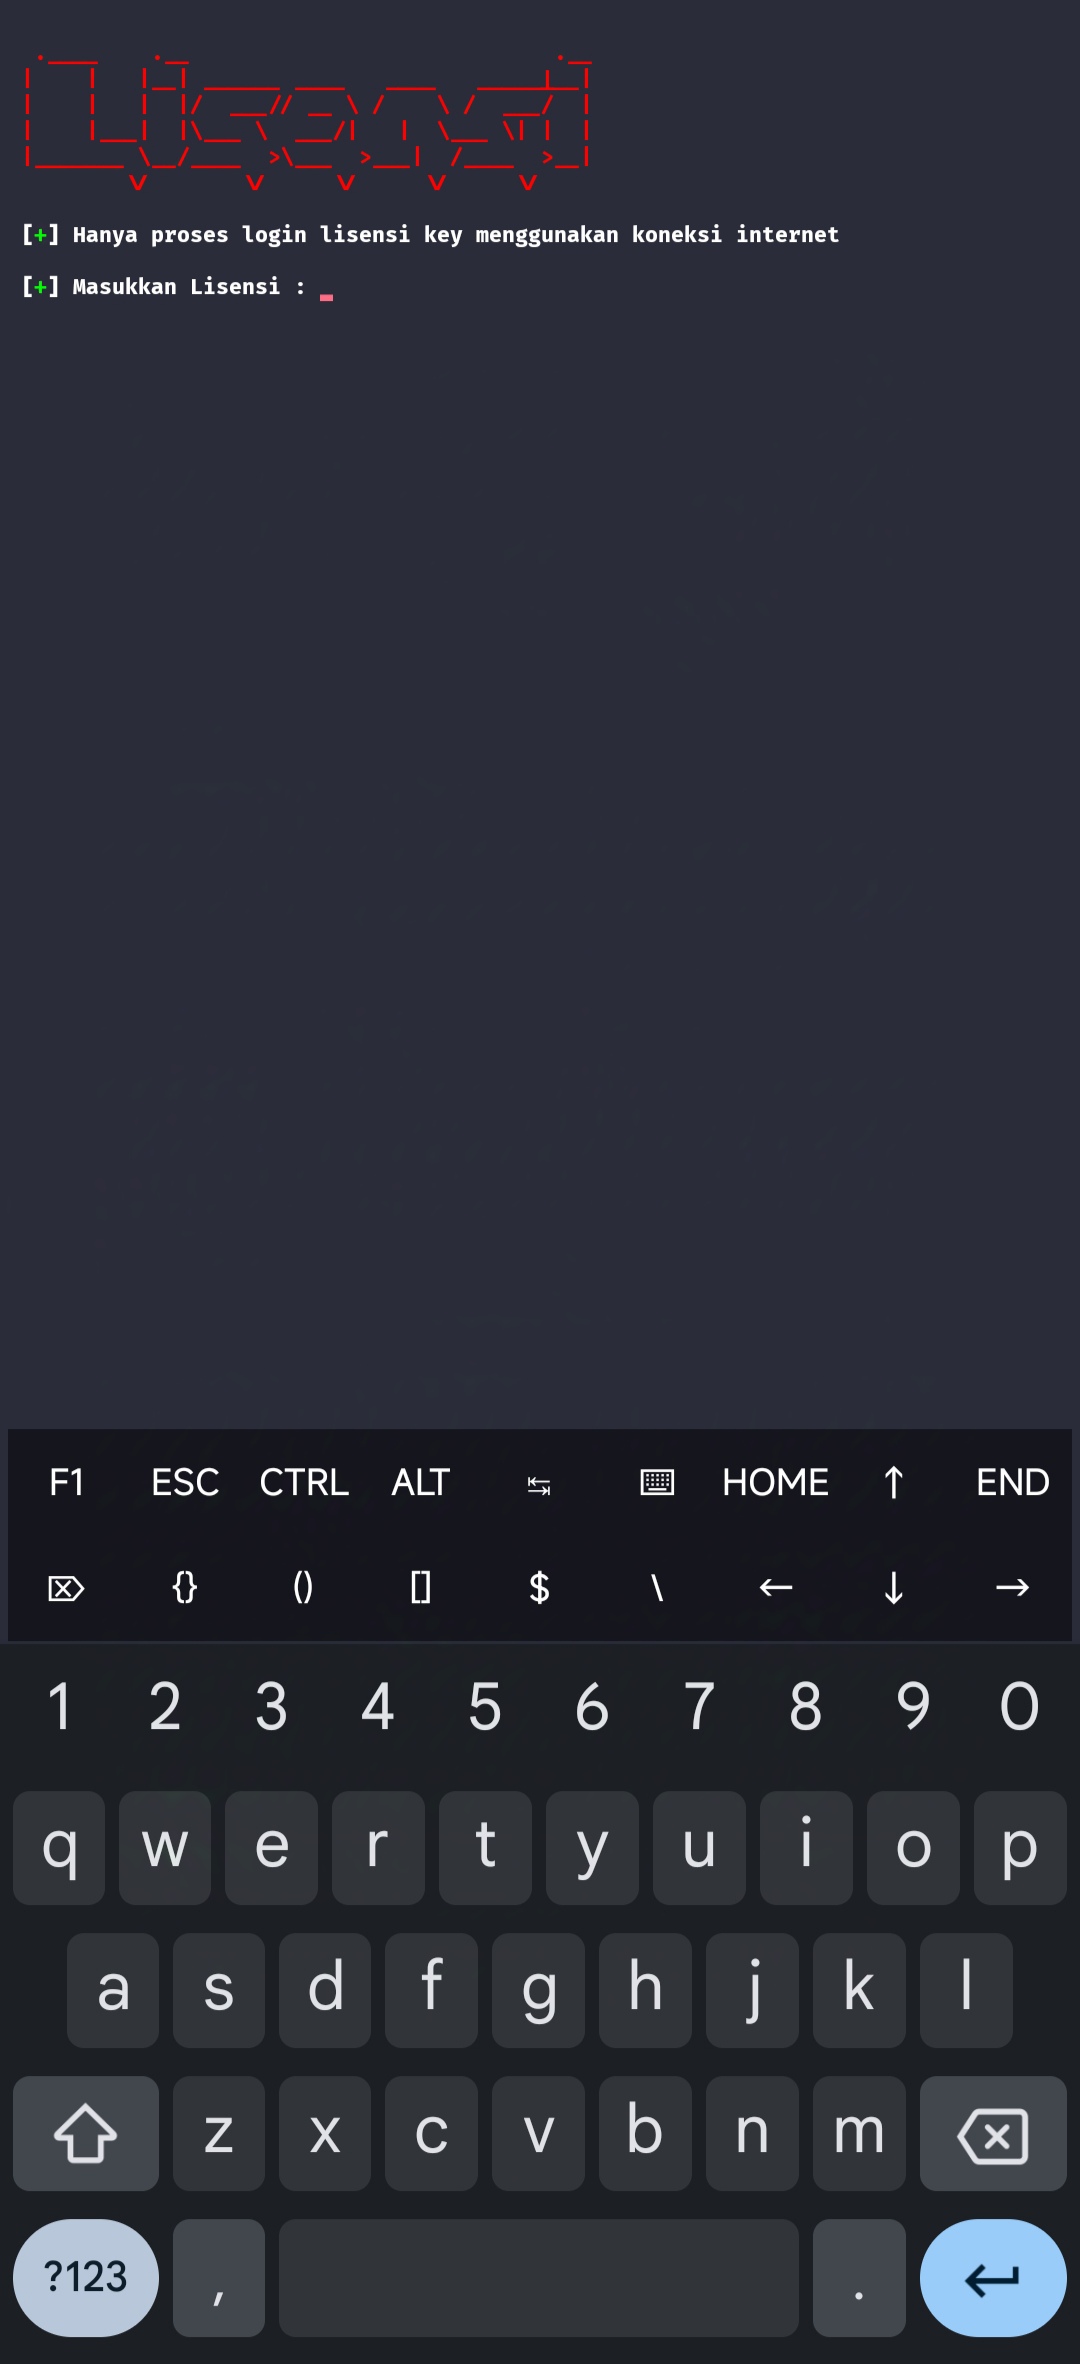 Lisensi
[+] Hanya proses login lisensi key menggunakan koneksi internet
[+] Masukkan Lisensi :
F1 ESC CTRL ALT ⇆ ⌨ HOME ↑ END
⌦ {} () [] $ \ ← ↓ →
1 2 3 4 5 6 7 8 9 0
q w e r t y u i o p
a s d f g h j k l
z x c v b n m
?123 , .